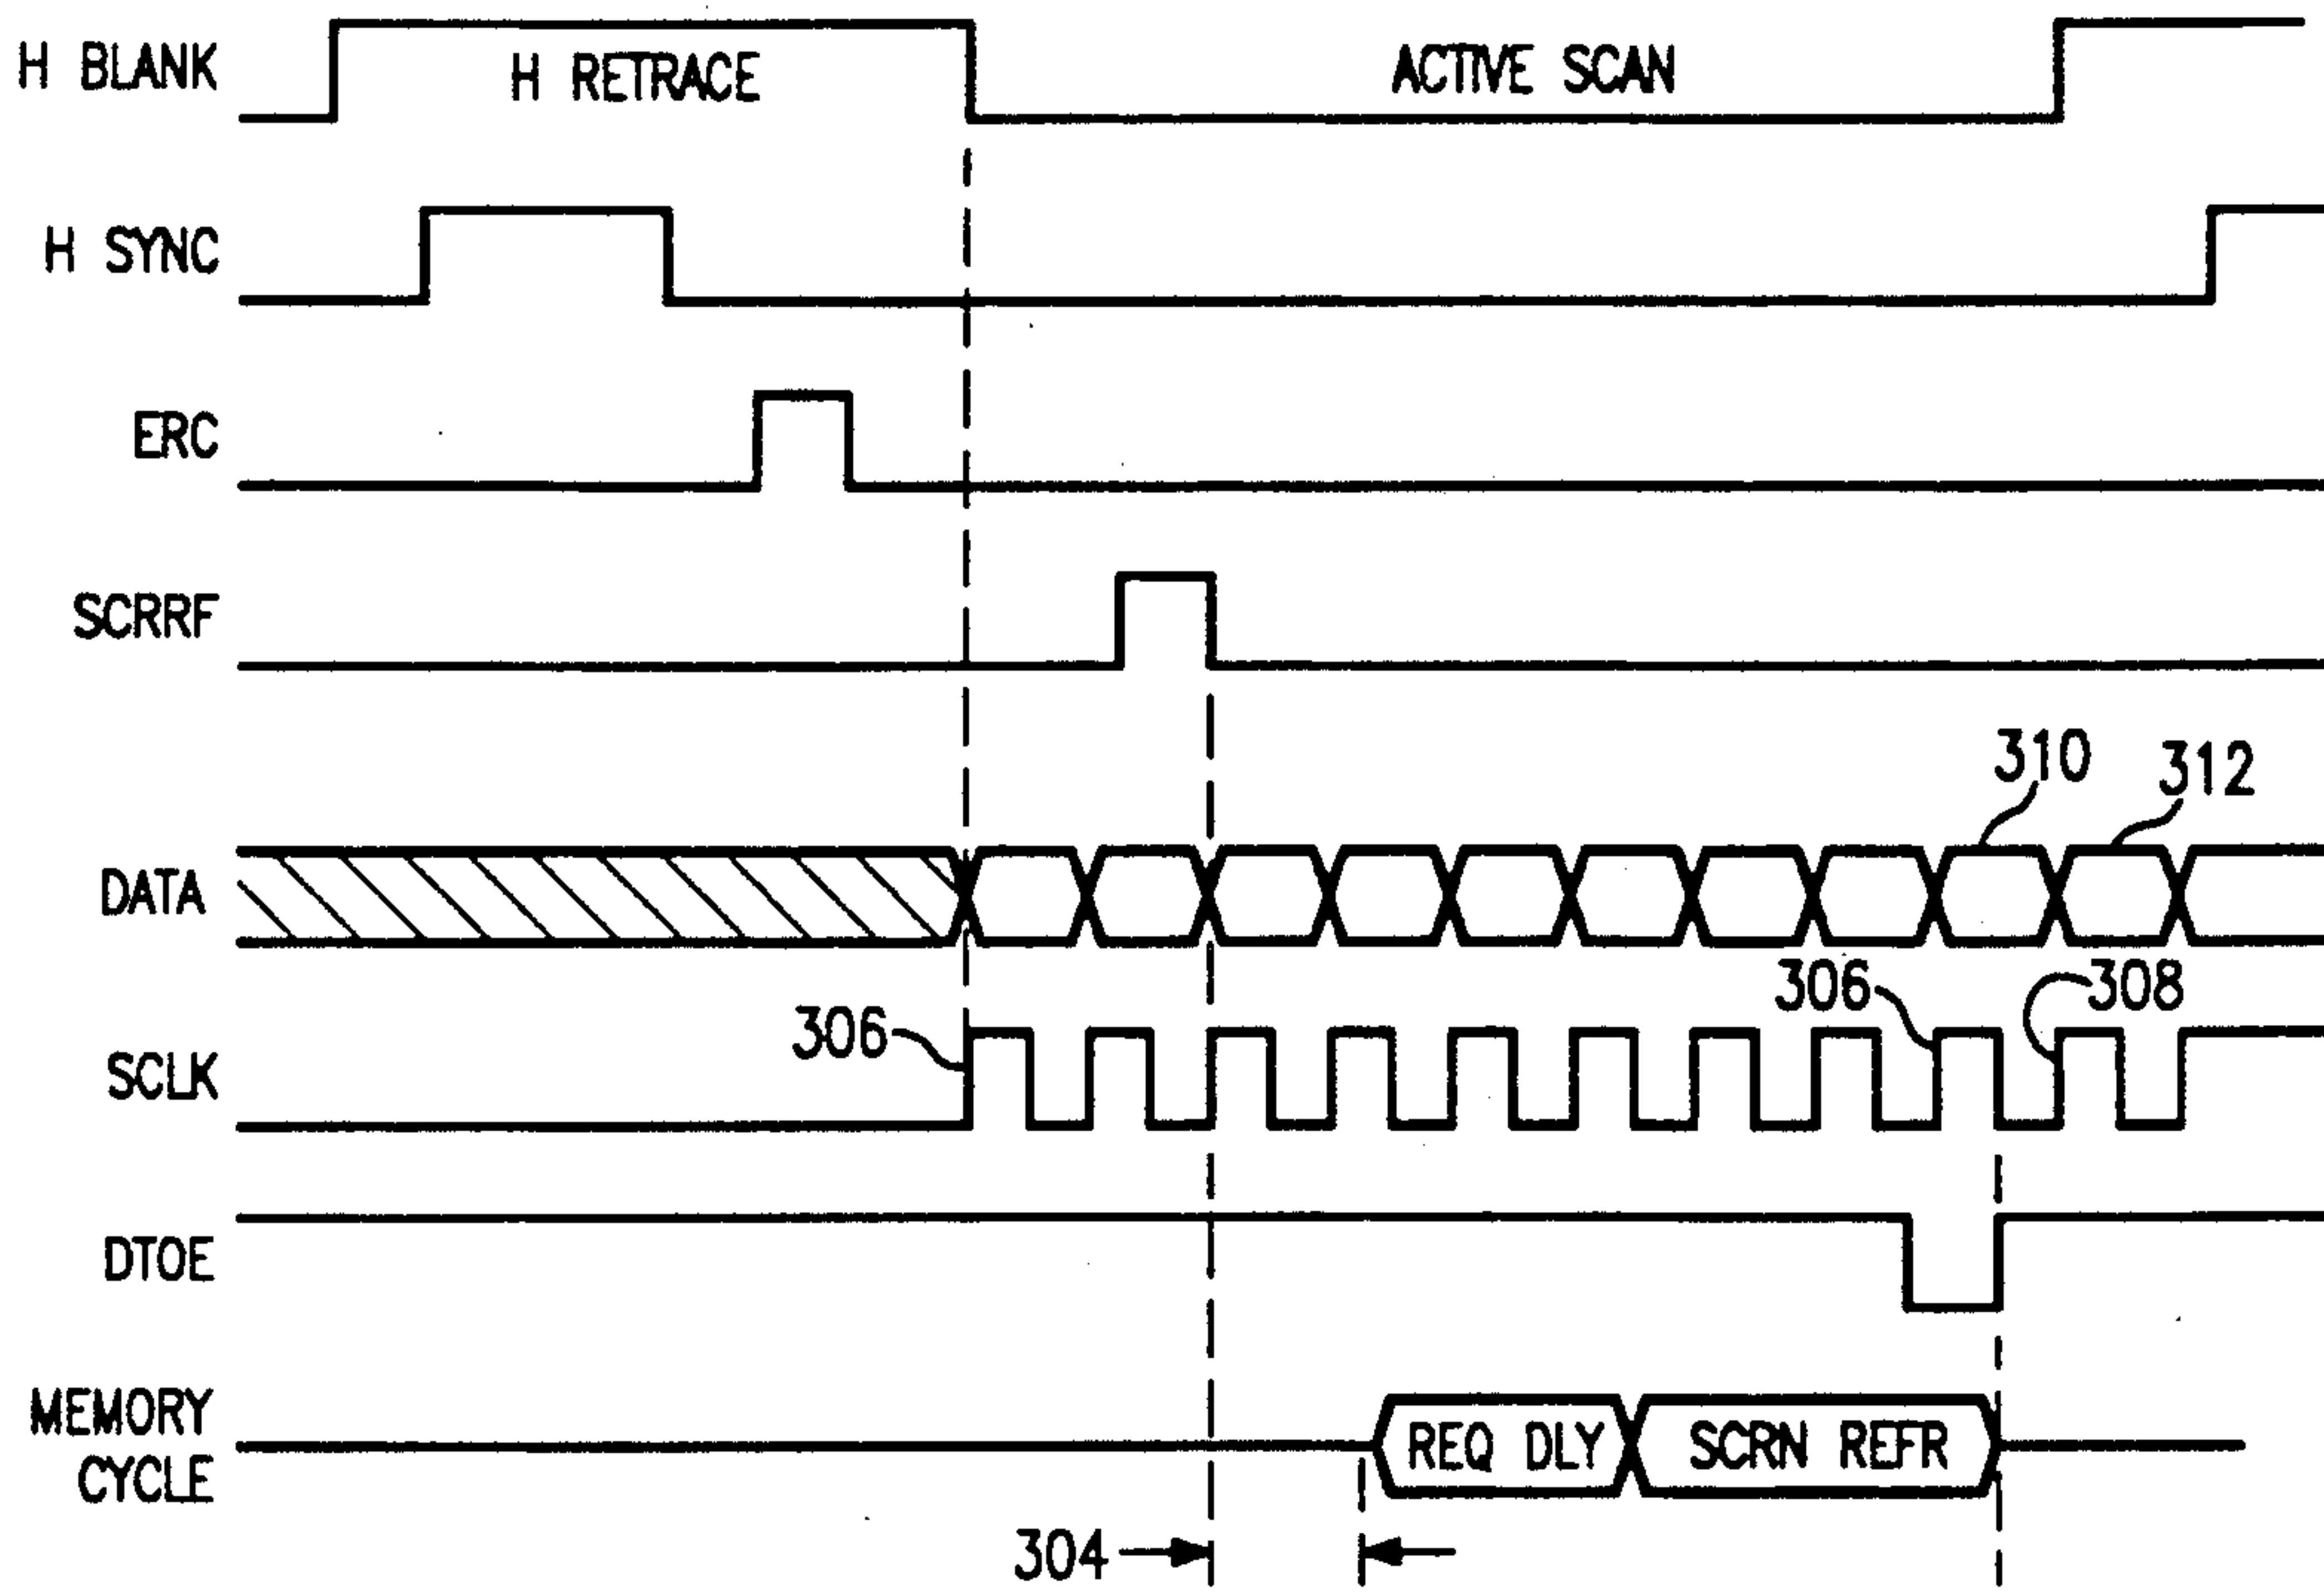 H BLANK
H RETRACE
ACTIVE SCAN
H SYNC
ERC
SCRRF
310
312
DATA
306
306
308
SCLK
DTOE
MEMORY
CYCLE
REQ DLY
SCRN REFR
304